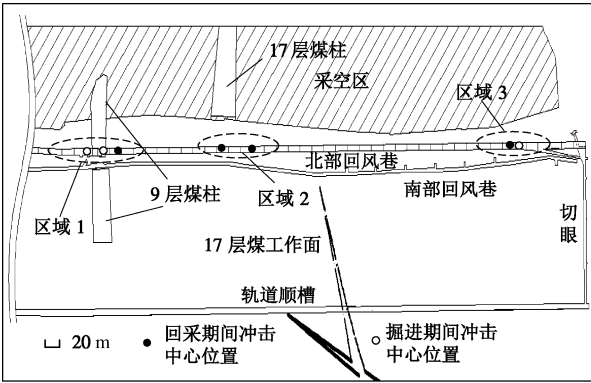 17层煤柱
采空区
区域 3
北部回风巷
南部回风巷
9层煤柱
区域 2
区域 1
17 层煤工作面
切眼
轨道顺槽
20 m
回采期间冲击
中心位置
掘进期间冲击
中心位置